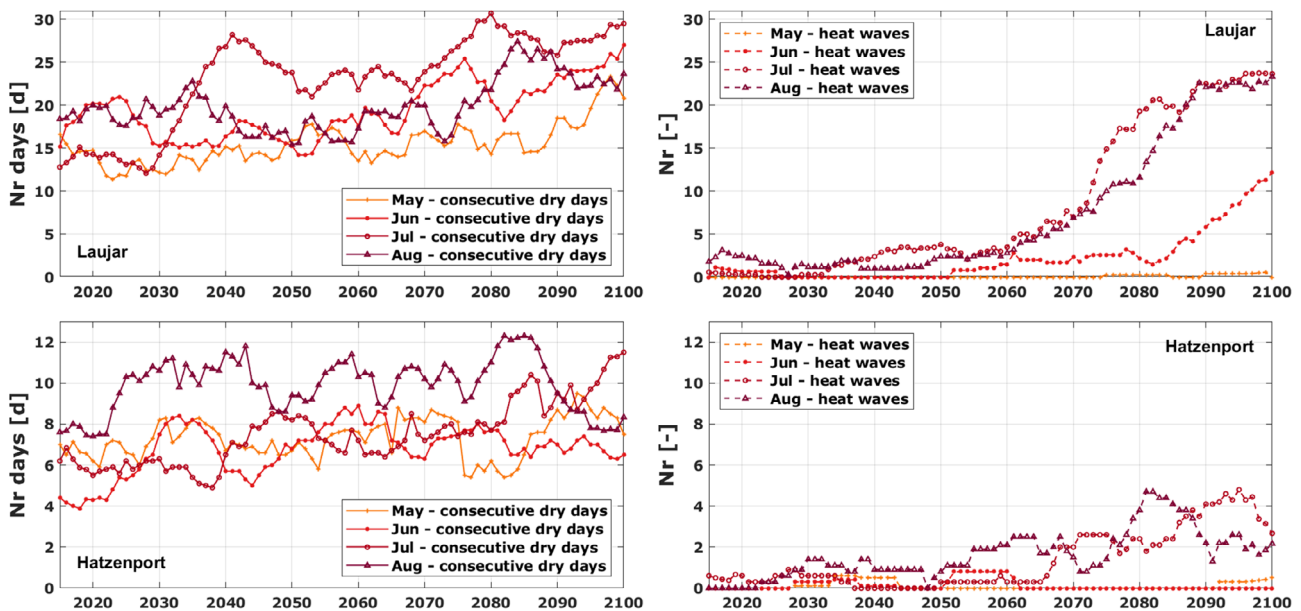 30
25
20
15
10
5
0
Nr days [d]
Laujar
May - consecutive dry days
Jun - consecutive dry days
Jul - consecutive dry days
Aug - consecutive dry days
2020 2030 2040 2050 2060 2070 2080 2090 2100
30
25
20
15
10
5
0
Nr [-]
May - heat waves
Jun - heat waves
Jul - heat waves
Aug - heat waves
Laujar
2020 2030 2040 2050 2060 2070 2080 2090 2100
12
10
8
6
4
2
0
Nr days [d]
Hatzenport
May - consecutive dry days
Jun - consecutive dry days
Jul - consecutive dry days
Aug - consecutive dry days
2020 2030 2040 2050 2060 2070 2080 2090 2100
12
10
8
6
4
2
0
Nr [-]
May - heat waves
Jun - heat waves
Jul - heat waves
Aug - heat waves
Hatzenport
2020 2030 2040 2050 2060 2070 2080 2090 2100